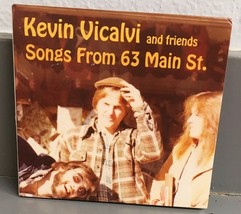 Kevin Vicalvi and friends
Songs From 63 Main St.